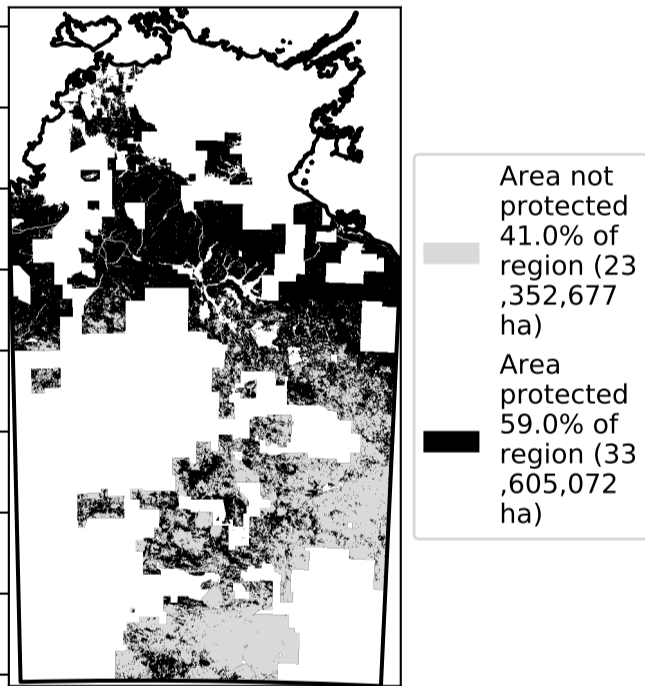 Area not
protected
41.0% of
region (23
,352,677
ha)
Area
protected
59.0% of
region (33
,605,072
ha)